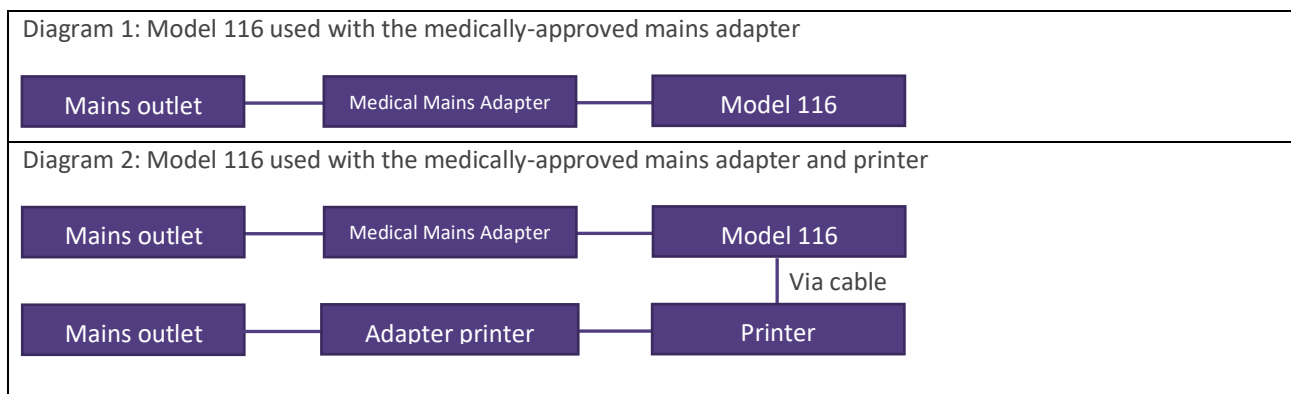 Diagram 1: Model 116 used with the medically-approved mains adapter
Mains outlet
Medical Mains Adapter
Model 116
Diagram 2: Model 116 used with the medically-approved mains adapter and printer
Mains outlet
Medical Mains Adapter
Model 116
Via cable
Mains outlet
Adapter printer
Printer